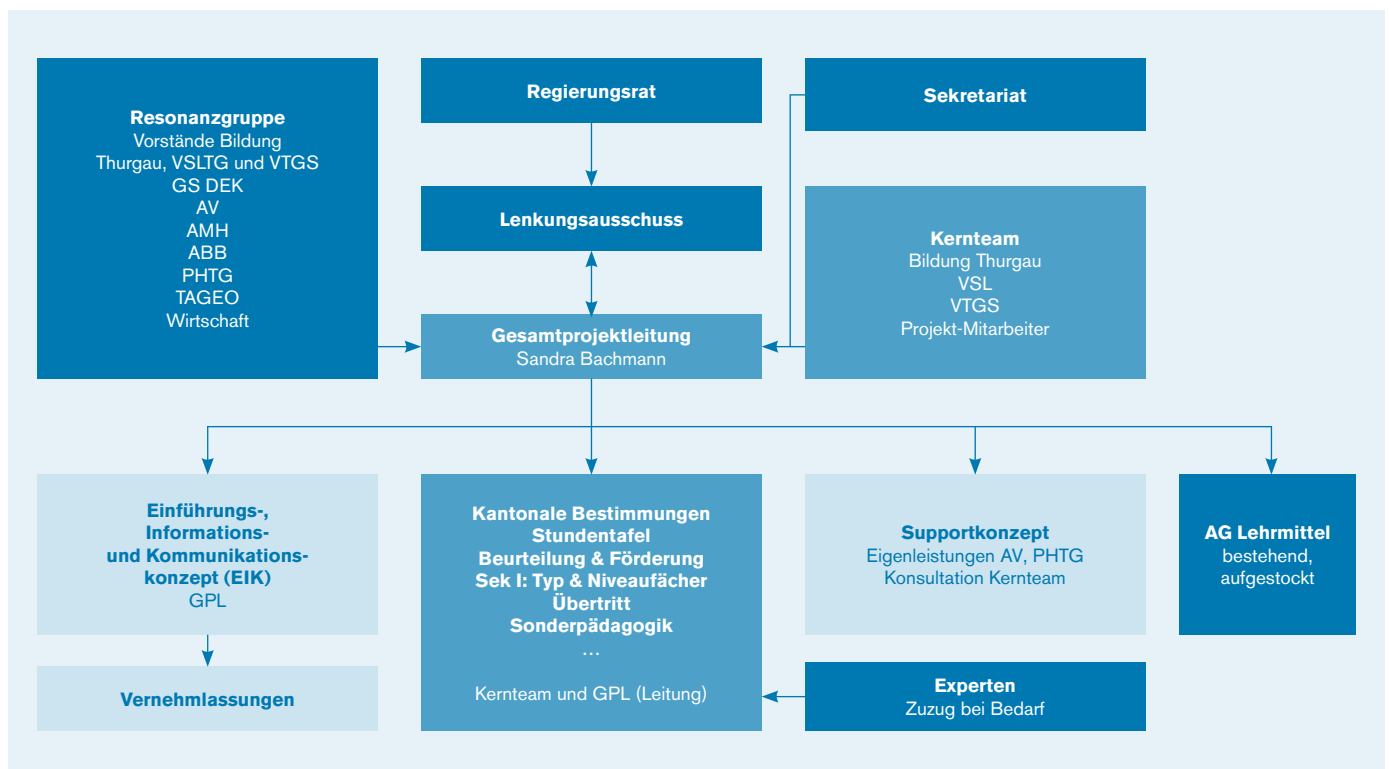 Resonanzgruppe
Vorstände Bildung
Thurgau, VSLTG und VTGS
GS DEK
AV
AMH
ABB
PHTG
TAGEO
Wirtschaft
Regierungsrat
Lenkungsausschuss
Gesamtprojektleitung
Sandra Bachmann
Sekretariat
Kernteam
Bildung Thurgau
VSL
VTGS
Projekt-Mitarbeiter
Einführungs-,
Informations-
und Kommunikations-
konzept (EIK)
GPL
Vernehmlassungen
Kantonale Bestimmungen
Stundentafel
Beurteilung & Förderung
Sek I: Typ & Niveaufächer
Übertritt
Sonderpädagogik
…
Kernteam und GPL (Leitung)
Supportkonzept
Eigenleistungen AV, PHTG
Konsultation Kernteam
Experten
Zuzug bei Bedarf
AG Lehrmittel
bestehend,
aufgestockt